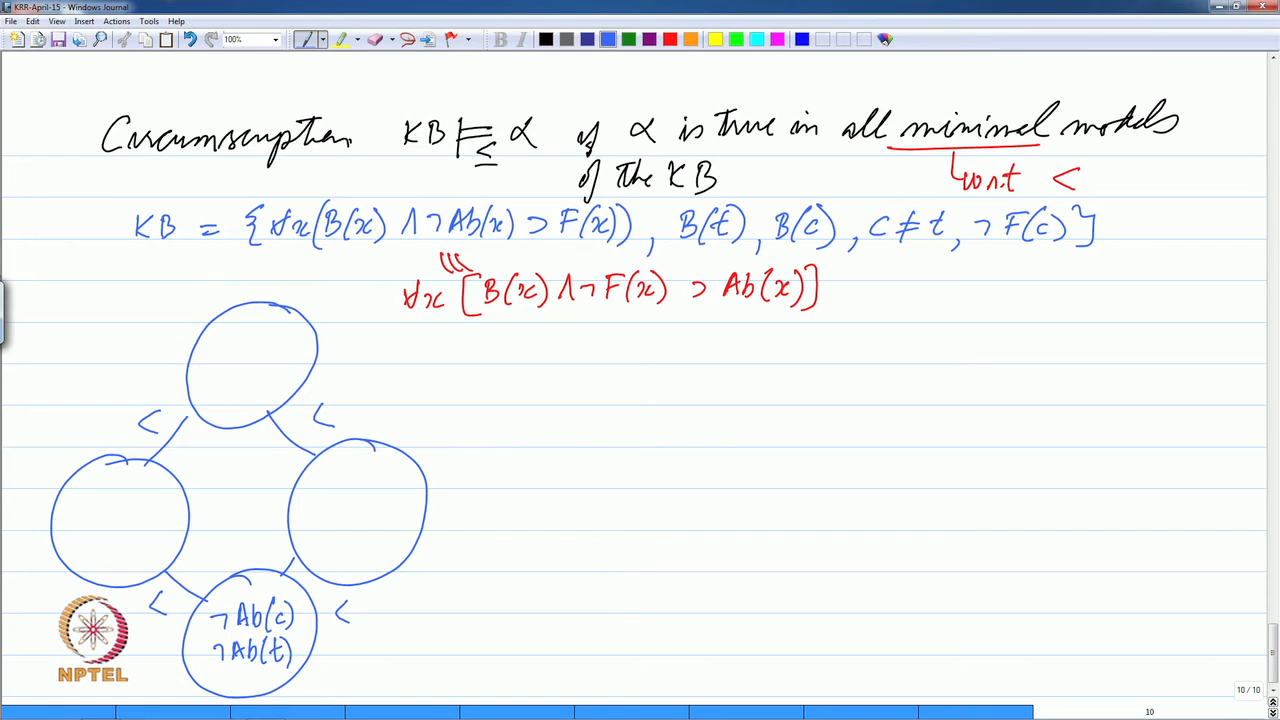 KRR-April-15 - Windows Journal
File Edit View Insert Actions Tools Help
100%
B I
Circumscription KB ⊨≤ α if α is true in all minimal models
of the KB
w.r.t <
KB = {∀x(B(x) ∧ ¬Ab(x) ⊃ F(x)), B(t), B(c), c ≠ t, ¬F(c)}
∀x [B(x) ∧ ¬F(x) ⊃ Ab(x)]
< <
< <
¬Ab(c)
¬Ab(t)
NPTEL
10 / 10
10